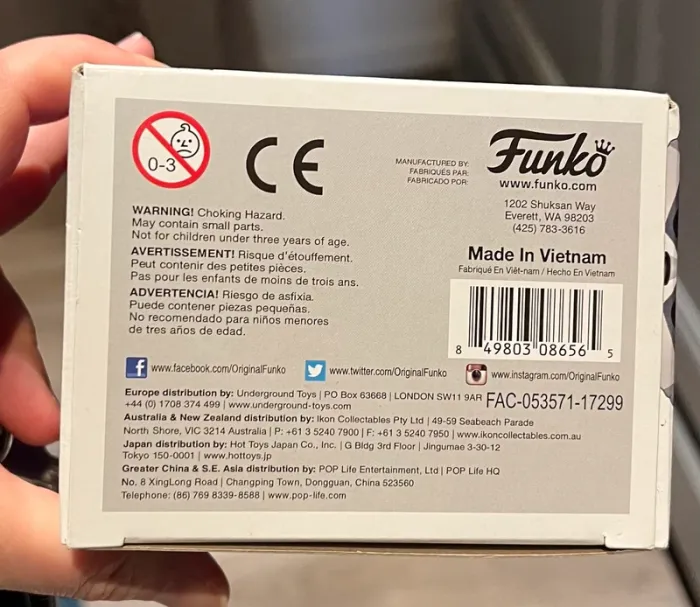 0-3
CE
MANUFACTURED BY:
FABRIQUÉS PAR:
FABRICADO POR:
Funko
www.funko.com
1202 Shuksan Way
Everett, WA 98203
(425) 783-3616
WARNING! Choking Hazard.
May contain small parts.
Not for children under three years of age.
AVERTISSEMENT! Risque d'étouffement.
Peut contenir des petites pièces.
Pas pour les enfants de moins de trois ans.
ADVERTENCIA! Riesgo de asfixia.
Puede contener piezas pequeñas.
No recomendado para niños menores
de tres años de edad.
Made In Vietnam
Fabriqué En Viêt-nam / Hecho En Vietnam
8 49803 08656 5
www.facebook.com/OriginalFunko
www.twitter.com/OriginalFunko
www.instagram.com/OriginalFunko
Europe distribution by: Underground Toys | PO Box 63668 | LONDON SW11 9AR
+44 (0) 1708 374 499 | www.underground-toys.com
FAC-053571-17299
Australia & New Zealand distribution by: Ikon Collectables Pty Ltd | 49-59 Seabeach Parade
North Shore, VIC 3214 Australia | P: +61 3 5240 7900 | F: +61 3 5240 7950 | www.ikoncollectables.com.au
Japan distribution by: Hot Toys Japan Co., Inc. | G Bldg 3rd Floor | Jingumae 3-30-12
Tokyo 150-0001 | www.hottoys.jp
Greater China & S.E. Asia distribution by: POP Life Entertainment, Ltd | POP Life HQ
No. 8 XingLong Road | Changping Town, Dongguan, China 523560
Telephone: (86) 769 8339-8588 | www.pop-life.com